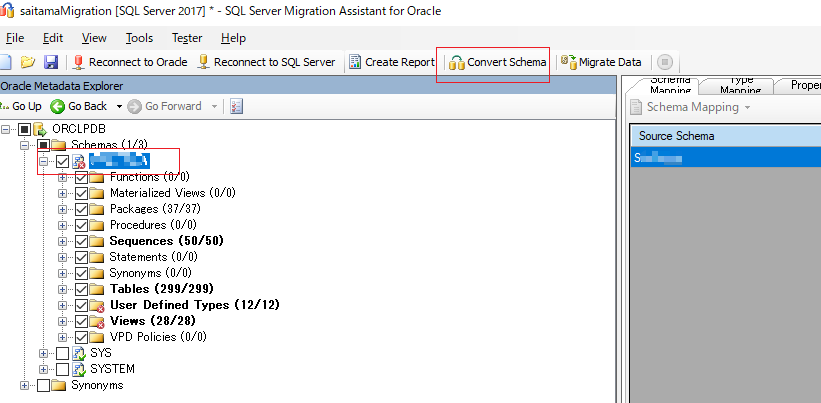 saitamaMigration [SQL Server 2017] * - SQL Server Migration Assistant for Oracle
File Edit View Tools Tester Help
Reconnect to Oracle Reconnect to SQL Server Create Report Convert Schema Migrate Data
Oracle Metadata Explorer
Go Up Go Back Go Forward
ORCLPDB
Schemas (1/3)
Functions (0/0)
Materialized Views (0/0)
Packages (37/37)
Procedures (0/0)
Sequences (50/50)
Statements (0/0)
Synonyms (0/0)
Tables (299/299)
User Defined Types (12/12)
Views (28/28)
VPD Policies (0/0)
SYS
SYSTEM
Synonyms
Schema Mapping
Type Mapping
Proper
Schema Mapping
Source Schema